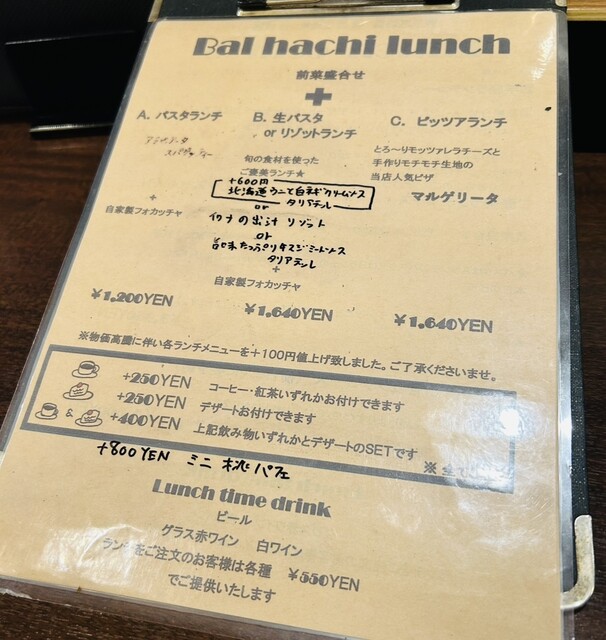 Bal hachi lunch
前菜盛合せ
+
A. パスタランチ
スパゲッティー
+
自家製フォカッチャ
¥1,200YEN
B. 生パスタ
or リゾットランチ
旬の食材を使った
ご褒美ランチ★
+600円
北海道ウニと白ネギクリームソース
タリアテレ
or
イワナの出汁 リゾット
or
旨味たっぷり牛スジミートソース
タリアテレ
+
自家製フォカッチャ
¥1,640YEN
C. ピッツアランチ
とろ~りモッツァレラチーズと
手作りモチモチ生地の
当店人気ピザ
マルゲリータ
¥1,640YEN
※物価高騰に伴い各ランチメニューを+100円値上げ致しました。ご了承くださいませ。
+250YEN コーヒー・紅茶いずれかお付けできます
+250YEN デザートお付けできます
& +400YEN 上記飲み物いずれかとデザートのSETです
※全て
+800YEN ミニ 桃パフェ
Lunch time drink
ビール
グラス赤ワイン 白ワイン
ランチをご注文のお客様は各種 ¥550YEN
でご提供いたします